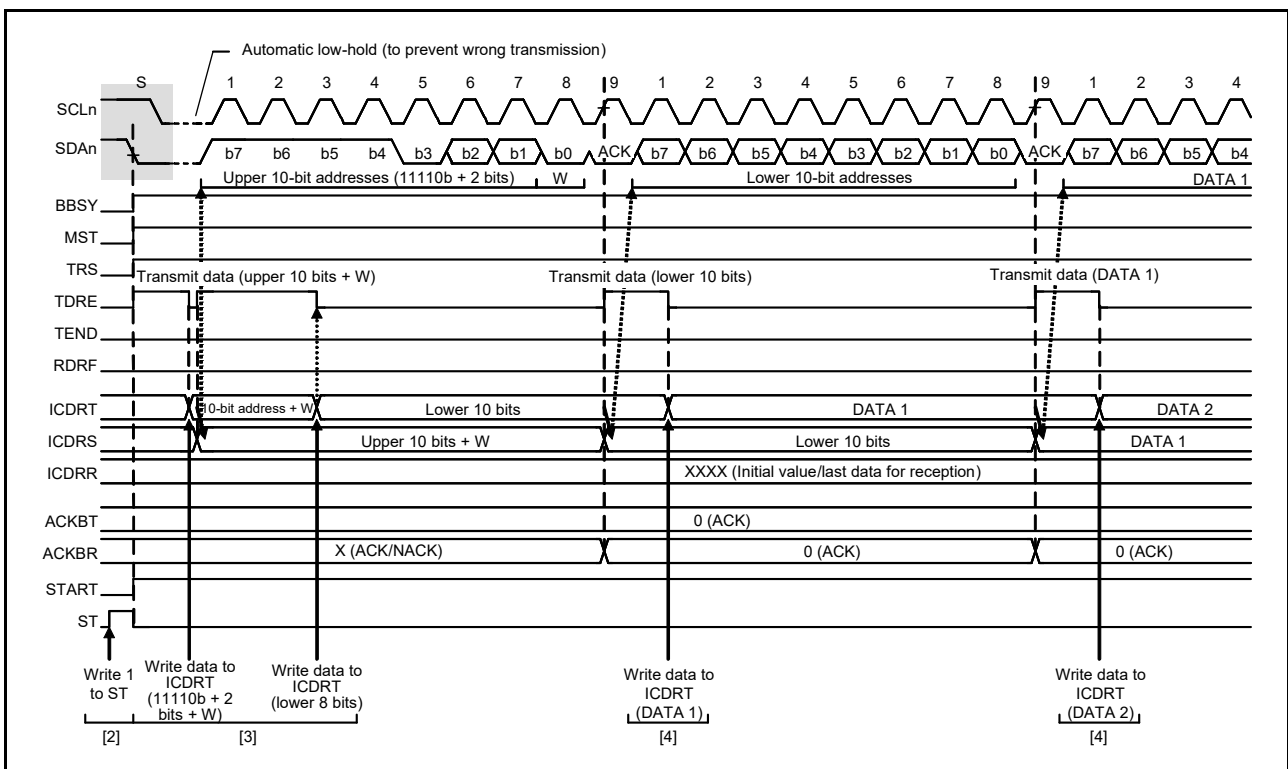 Automatic low-hold (to prevent wrong transmission)
S 1 2 3 4 5 6 7 8 9 1 2 3 4 5 6 7 8 9 1 2 3 4
SCLn
SDAn b7 b6 b5 b4 b3 b2 b1 b0 ACK b7 b6 b5 b4 b3 b2 b1 b0 ACK b7 b6 b5 b4
Upper 10-bit addresses (11110b + 2 bits) W Lower 10-bit addresses DATA 1
BBSY
MST
TRS
Transmit data (upper 10 bits + W) Transmit data (lower 10 bits) Transmit data (DATA 1)
TDRE
TEND
RDRF
ICDRT 10-bit address + W Lower 10 bits DATA 1 DATA 2
ICDRS Upper 10 bits + W Lower 10 bits DATA 1
ICDRR XXXX (Initial value/last data for reception)
ACKBT 0 (ACK)
ACKBR X (ACK/NACK) 0 (ACK) 0 (ACK)
START
ST
Write 1
to ST
Write data to
ICDRT
(11110b + 2
bits + W)
Write data to
ICDRT
(lower 8 bits)
Write data to
ICDRT
(DATA 1)
Write data to
ICDRT
(DATA 2)
[2] [3] [4] [4]